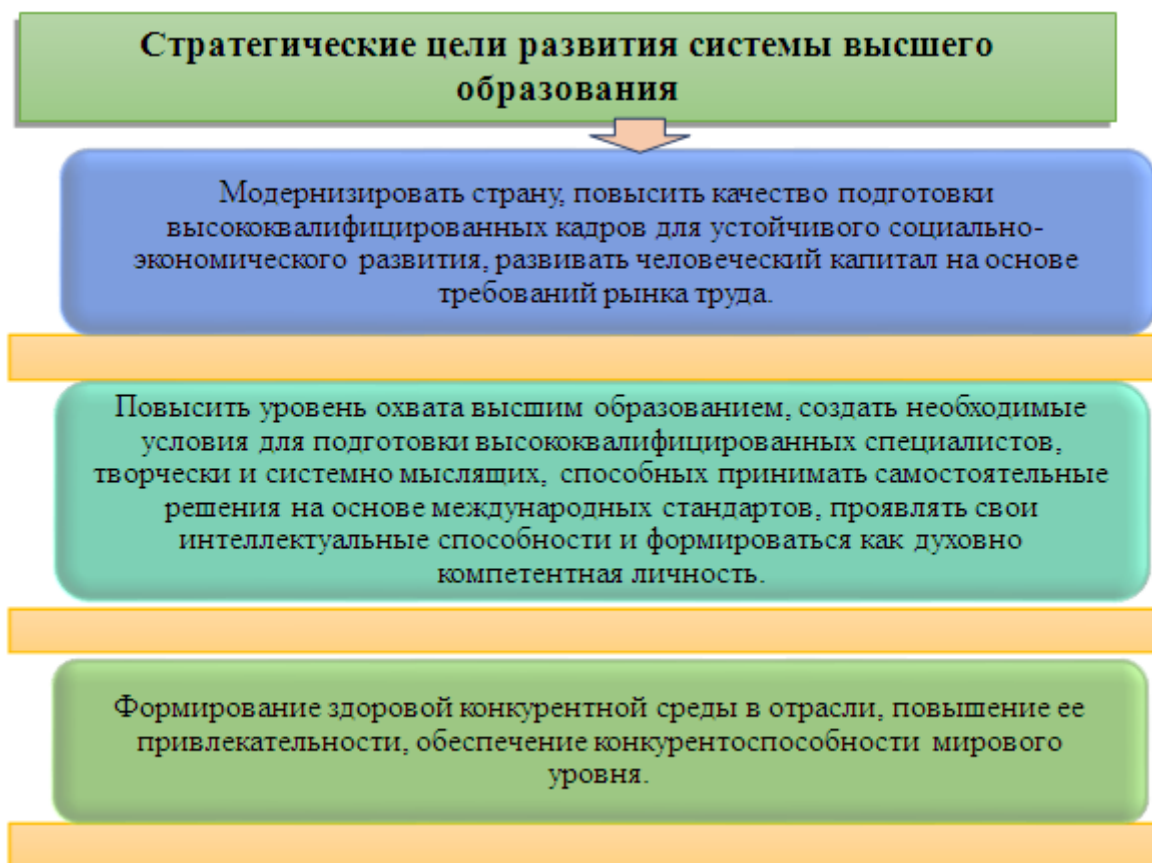 Стратегические цели развития системы высшего
образования
Модернизировать страну, повысить качество подготовки
высококвалифицированных кадров для устойчивого социально-
экономического развития, развивать человеческий капитал на основе
требований рынка труда.
Повысить уровень охвата высшим образованием, создать необходимые
условия для подготовки высококвалифицированных специалистов,
творчески и системно мыслящих, способных принимать самостоятельные
решения на основе международных стандартов, проявлять свои
интеллектуальные способности и формироваться как духовно
компетентная личность.
Формирование здоровой конкурентной среды в отрасли, повышение ее
привлекательности, обеспечение конкурентоспособности мирового
уровня.